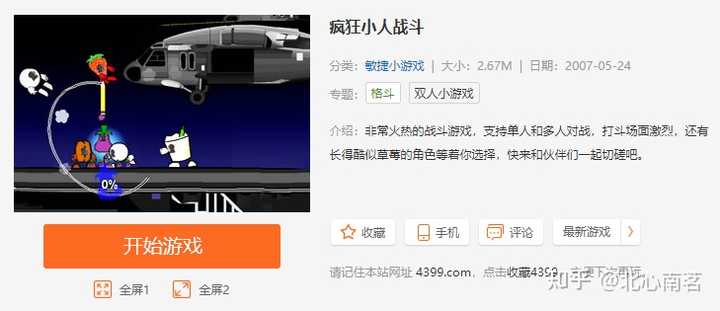 疯狂小人战斗
分类：敏捷小游戏 | 大小：2.67M | 日期：2007-05-24
专题： 格斗 双人小游戏
介绍：非常火热的战斗游戏，支持单人和多人对战，打斗场面激烈，还有
长得酷似草莓的角色等着你选择，快来和伙伴们一起切磋吧。
0%
开始游戏
全屏1 全屏2
收藏 手机 评论 最新游戏
请记住本站网址 4399.com，点击收藏4399，方便下次再玩
知乎 @北心南茗